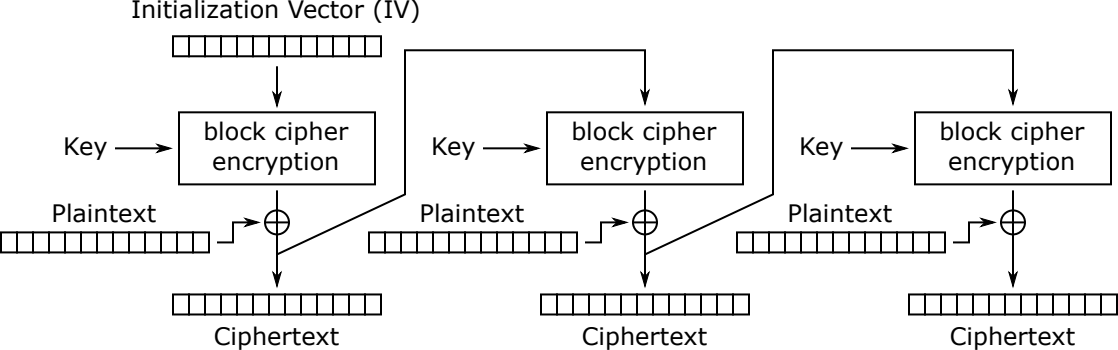 Initialization Vector (IV)
Key
block cipher
encryption
Key
block cipher
encryption
Key
block cipher
encryption
Plaintext
Plaintext
Plaintext
Ciphertext
Ciphertext
Ciphertext